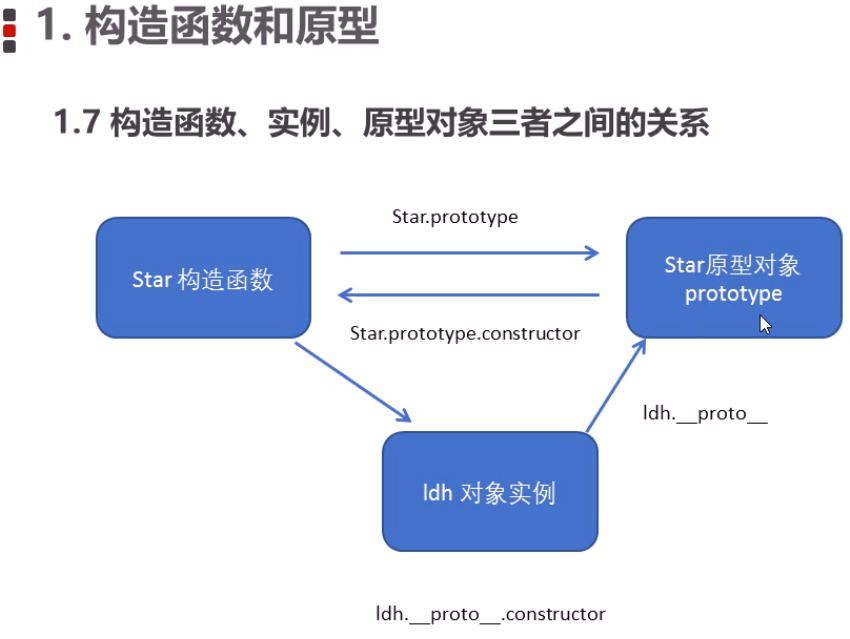 1. 构造函数和原型
1.7 构造函数、实例、原型对象三者之间的关系
Star.prototype
Star 构造函数
Star原型对象
prototype
Star.prototype.constructor
ldh.__proto__
ldh 对象实例
ldh.__proto__.constructor